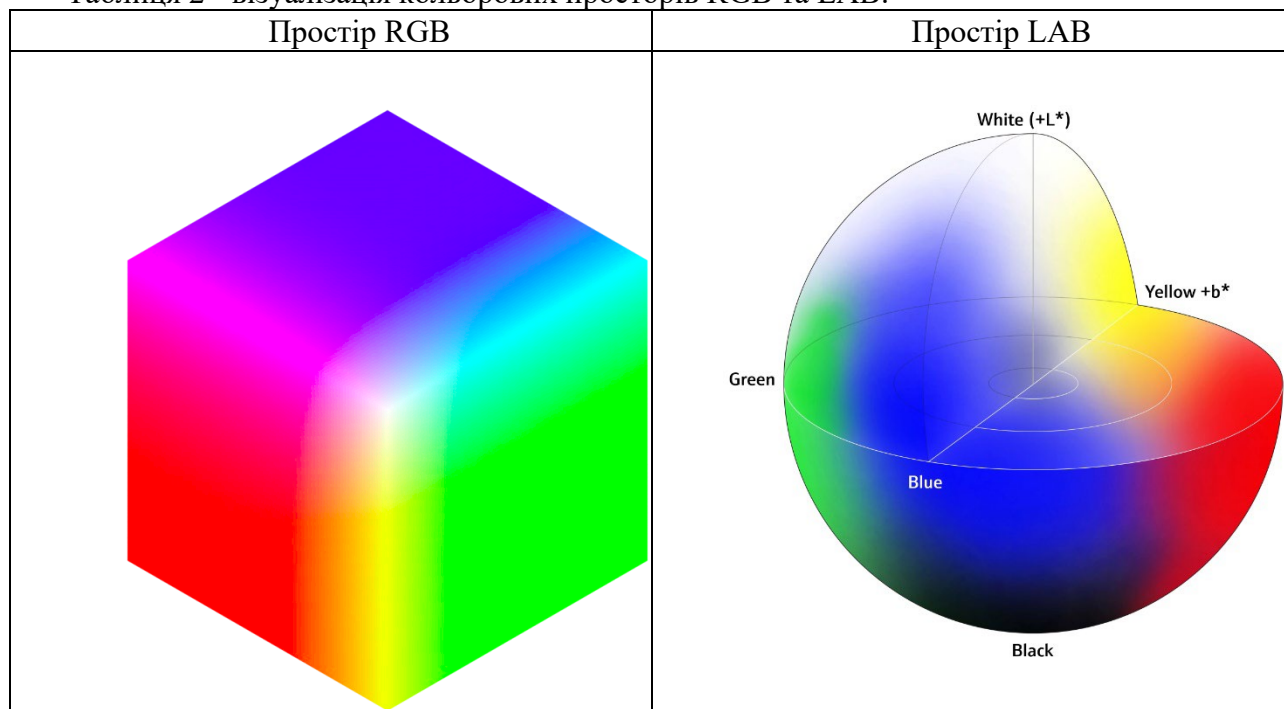 Таблиця 2 - візуалізація кольорових просторів RGB та LAB.
Простір RGB
Простір LAB
White (+L*)
Yellow +b*
Green
Blue
Black